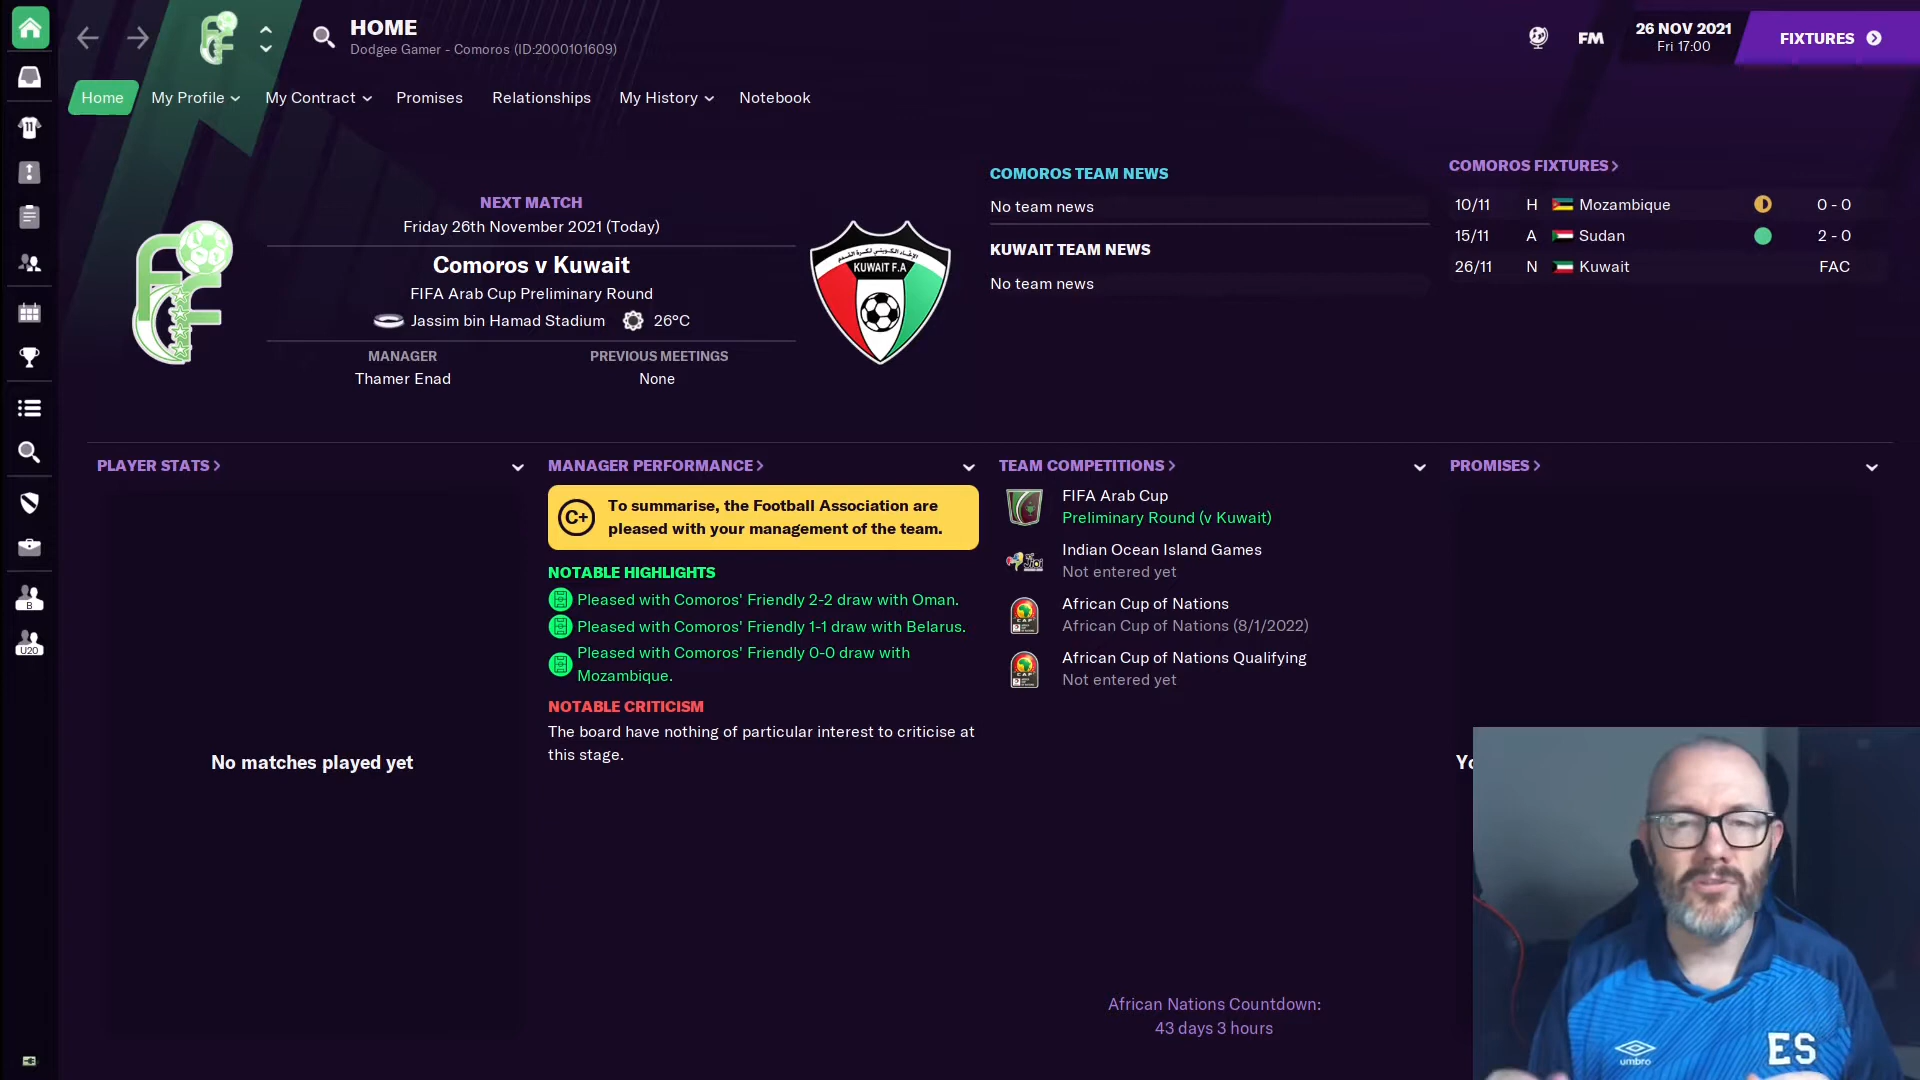 HOME
Dodgee Gamer - Comoros (ID:2000101609)
FM
26 NOV 2021
Fri 17:00
FIXTURES
Home
My Profile
My Contract
Promises
Relationships
My History
Notebook
11
NEXT MATCH
Friday 26th November 2021 (Today)
Comoros v Kuwait
FIFA Arab Cup Preliminary Round
Jassim bin Hamad Stadium
26°C
MANAGER
Thamer Enad
PREVIOUS MEETINGS
None
KUWAIT F.A
COMOROS TEAM NEWS
No team news
KUWAIT TEAM NEWS
No team news
COMOROS FIXTURES
10/11 H Mozambique 0 - 0
15/11 A Sudan 2 - 0
26/11 N Kuwait FAC
PLAYER STATS
No matches played yet
MANAGER PERFORMANCE
C+
To summarise, the Football Association are
pleased with your management of the team.
NOTABLE HIGHLIGHTS
Pleased with Comoros' Friendly 2-2 draw with Oman.
Pleased with Comoros' Friendly 1-1 draw with Belarus.
Pleased with Comoros' Friendly 0-0 draw with
Mozambique.
NOTABLE CRITICISM
The board have nothing of particular interest to criticise at
this stage.
TEAM COMPETITIONS
FIFA Arab Cup
Preliminary Round (v Kuwait)
Indian Ocean Island Games
Not entered yet
African Cup of Nations
African Cup of Nations (8/1/2022)
African Cup of Nations Qualifying
Not entered yet
African Nations Countdown:
43 days 3 hours
PROMISES
B
U20
umbro
ES